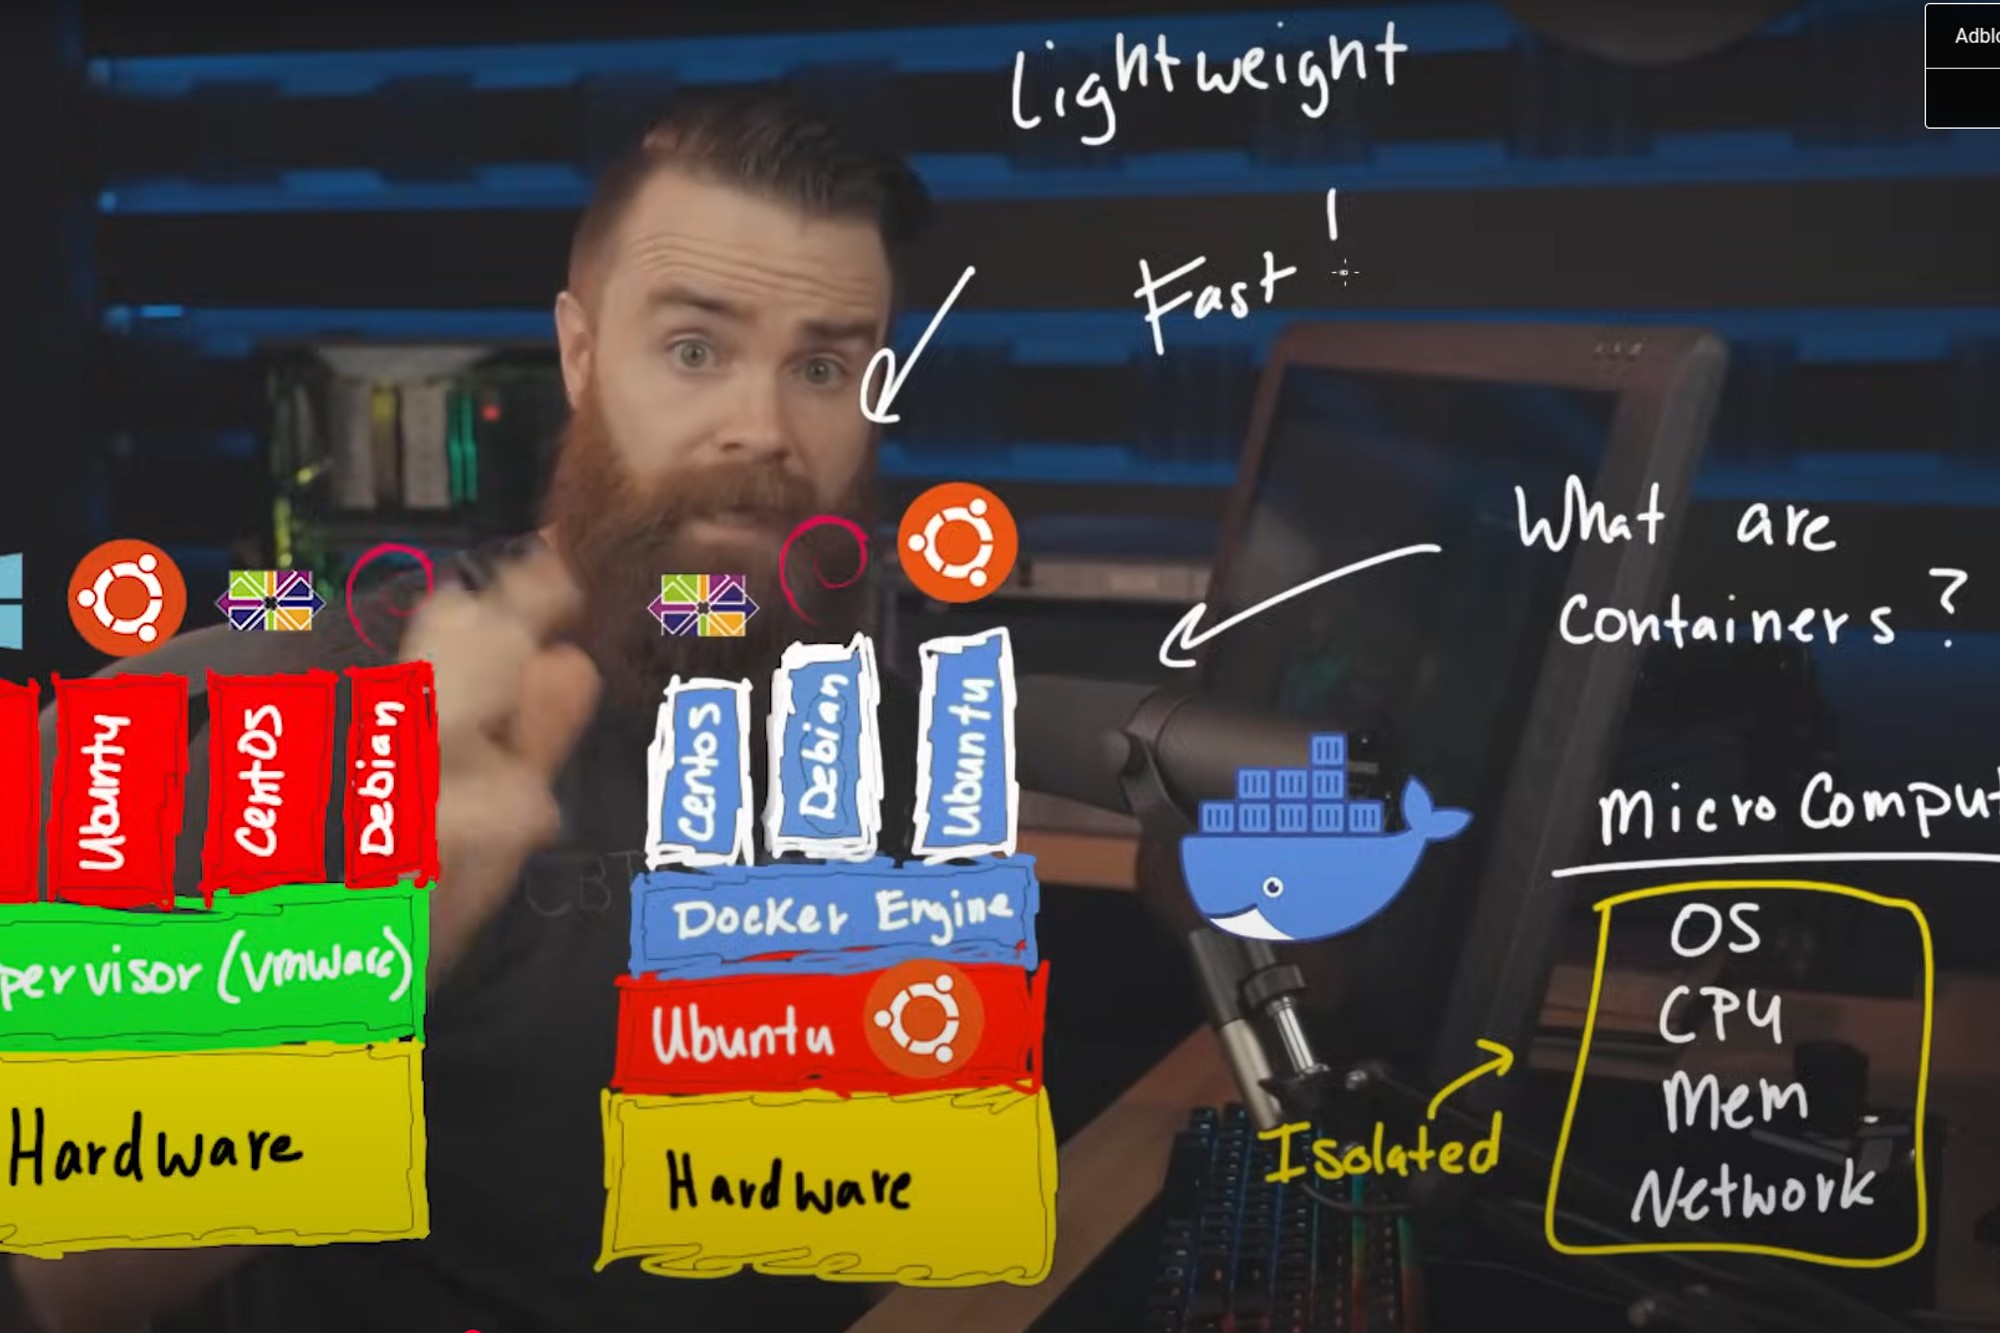 Adblo
Lightweight
Fast!
What are
containers?
Ubuntu
CentOS
Debian
Centos
Debian
Ubuntu
Micro Comput
Docker Engine
OS
pervisor (vmware)
CPU
Ubuntu
Mem
Isolated
Hardware
Hardware
Network